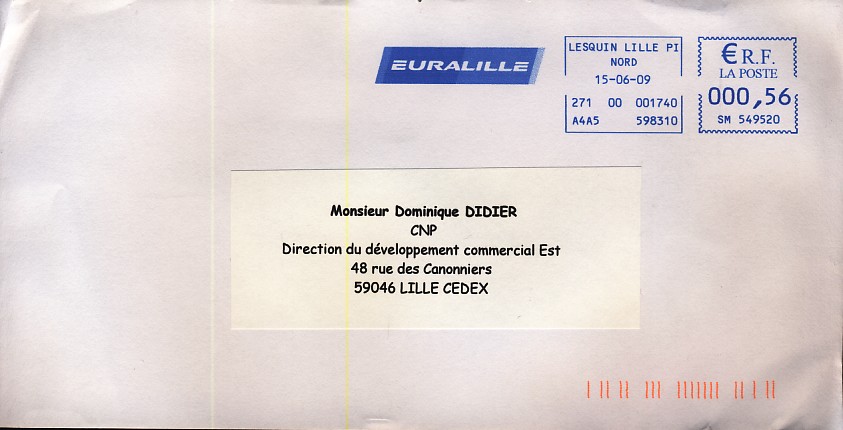 EURALILLE
LESQUIN LILLE PI
NORD
15-06-09
271 00 001740
A4A5 598310
€ R.F.
LA POSTE
000,56
SM 549520
Monsieur Dominique DIDIER
CNP
Direction du développement commercial Est
48 rue des Canonniers
59046 LILLE CEDEX